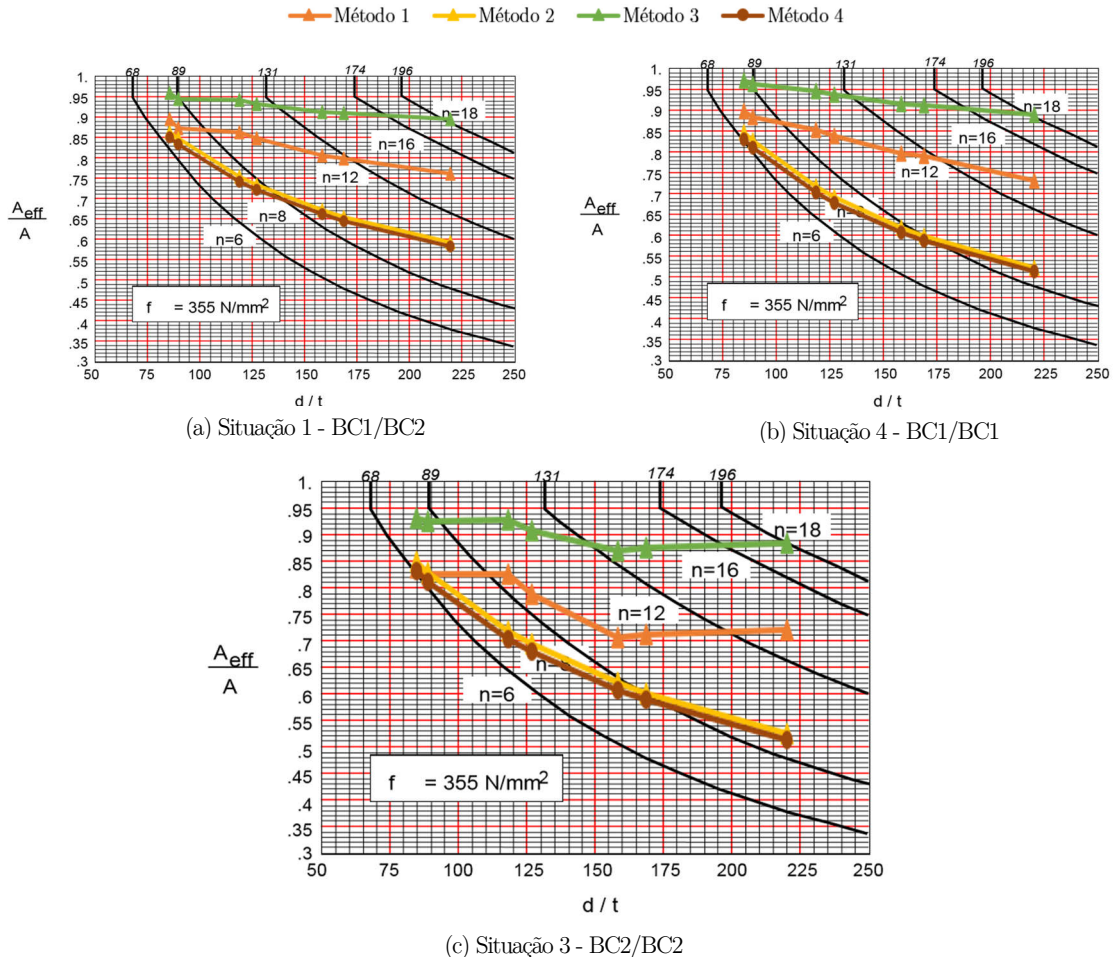 Método 1 Método 2 Método 3 Método 4
68 89 131 174 196
1.
.95
.9
.85
.8
.75
.7
.65
.6
.55
.5
.45
.4
.35
.3
A eff
A
n=18
n=16
n=12
n=8
n=6
f = 355 N/mm²
50 75 100 125 150 175 200 225 250
d / t
(a) Situação 1 - BC1/BC2
68 89 131 174 196
1.
.95
.9
.85
.8
.75
.7
.65
.6
.55
.5
.45
.4
.35
.3
A eff
A
n=18
n=16
n=12
n=6
f = 355 N/mm²
50 75 100 125 150 175 200 225 250
d / t
(b) Situação 4 - BC1/BC1
68 89 131 174 196
1.
.95
.9
.85
.8
.75
.7
.65
.6
.55
.5
.45
.4
.35
.3
A eff
A
n=18
n=16
n=12
n=6
f = 355 N/mm²
50 75 100 125 150 175 200 225 250
d / t
(c) Situação 3 - BC2/BC2